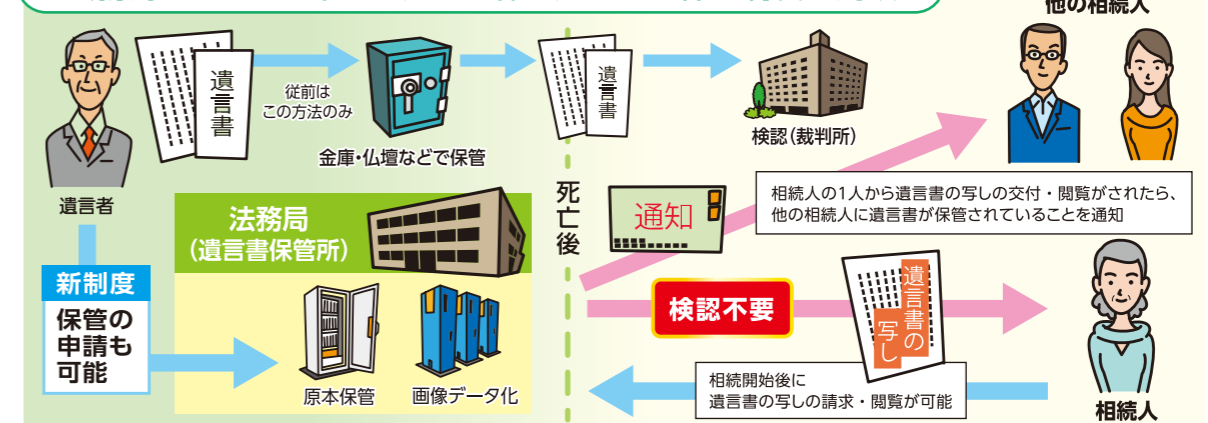 他の相続人
遺言書
従前は
この方法のみ
金庫・仏壇などで保管
遺言書
検認(裁判所)
遺言者
死亡後
通知
相続人の1人から遺言書の写しの交付・閲覧がされたら、
他の相続人に遺言書が保管されていることを通知
法務局
(遺言書保管所)
新制度
保管の
申請も
可能
原本保管
画像データ化
検認不要
遺言書の
写し
相続開始後に
遺言書の写しの請求・閲覧が可能
相続人